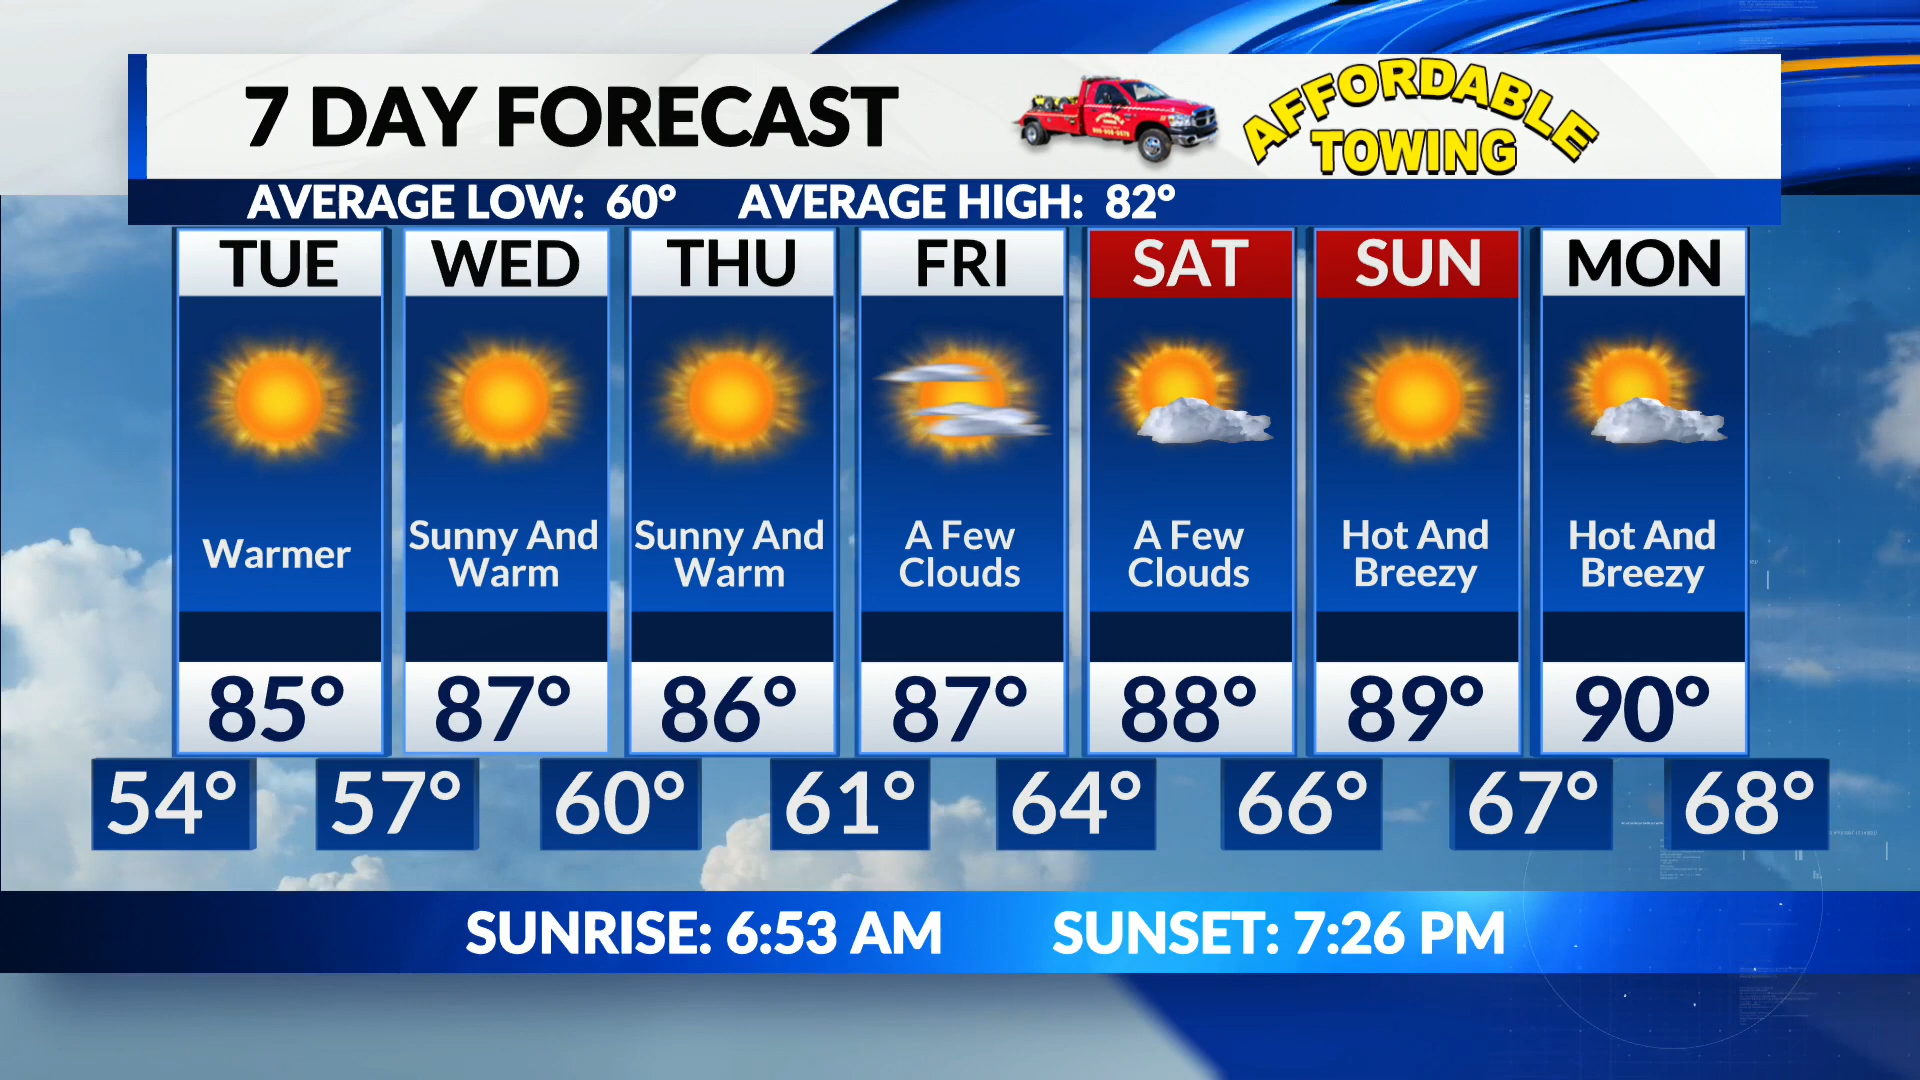 7 DAY FORECAST
AFFORDABLE
TOWING
AVERAGE LOW: 60° AVERAGE HIGH: 82°
TUE WED THU FRI SAT SUN MON
Warmer
Sunny And
Warm
Sunny And
Warm
A Few
Clouds
A Few
Clouds
Hot And
Breezy
Hot And
Breezy
85° 87° 86° 87° 88° 89° 90°
54° 57° 60° 61° 64° 66° 67° 68°
SUNRISE: 6:53 AM SUNSET: 7:26 PM